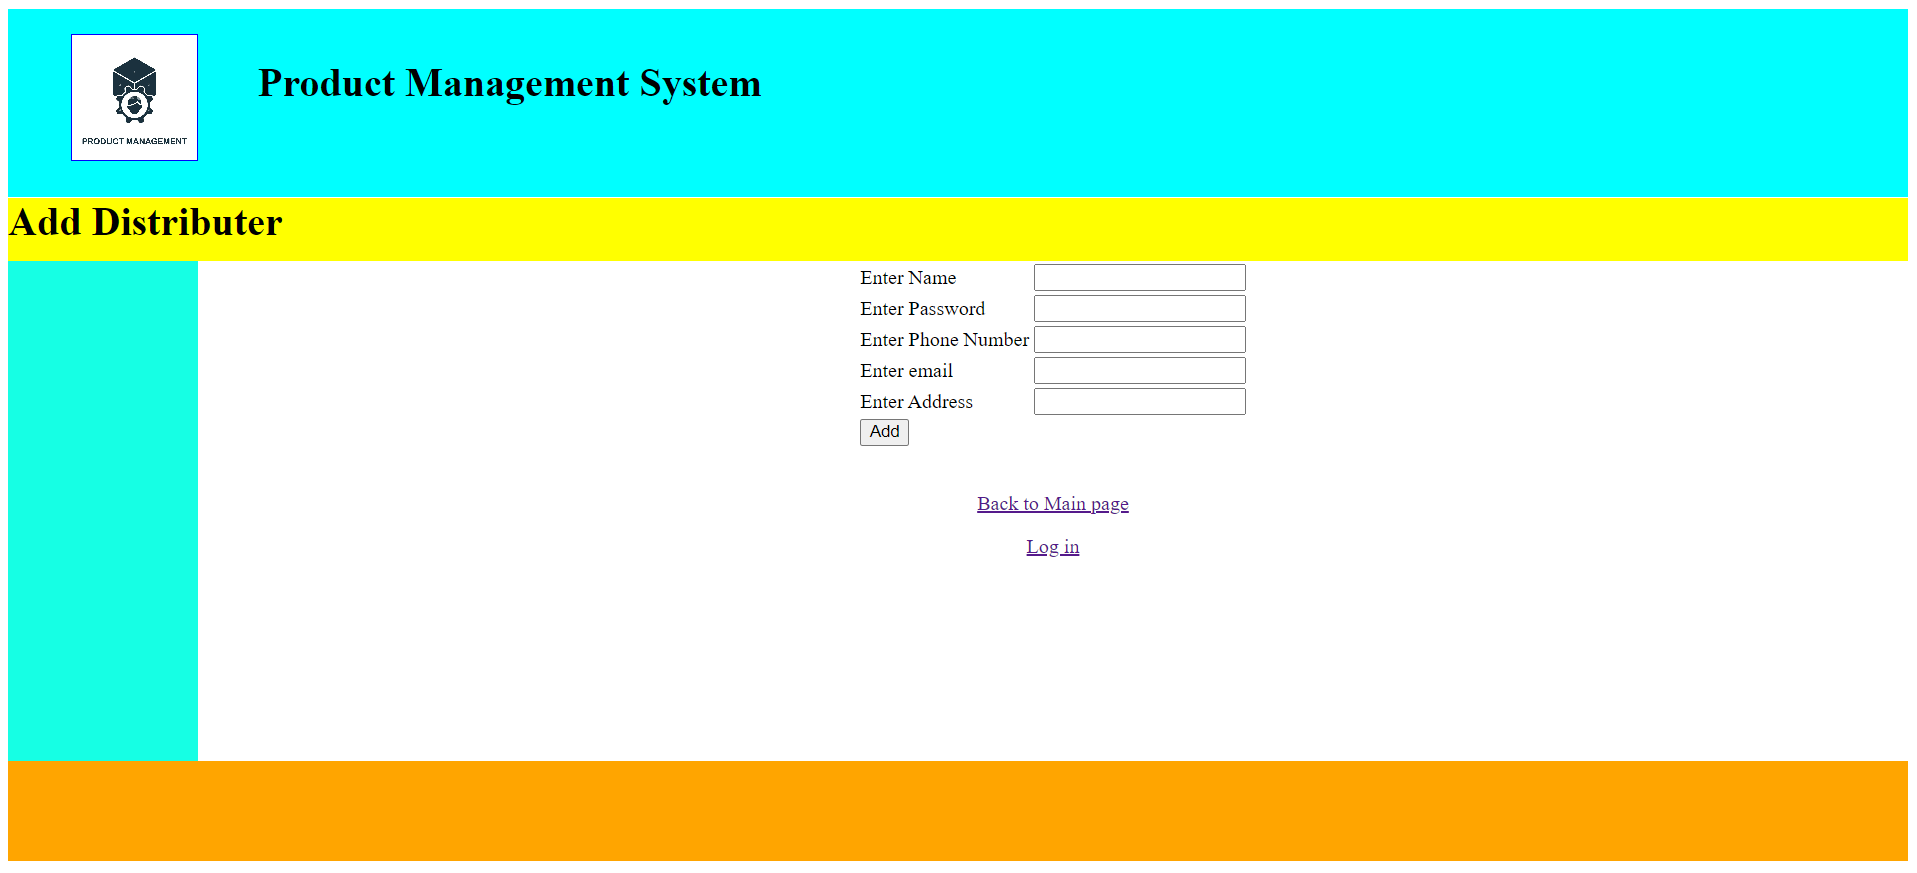 PRODUCT MANAGEMENT
Product Management System
Add Distributer
Enter Name
Enter Password
Enter Phone Number
Enter email
Enter Address
Add
Back to Main page
Log in